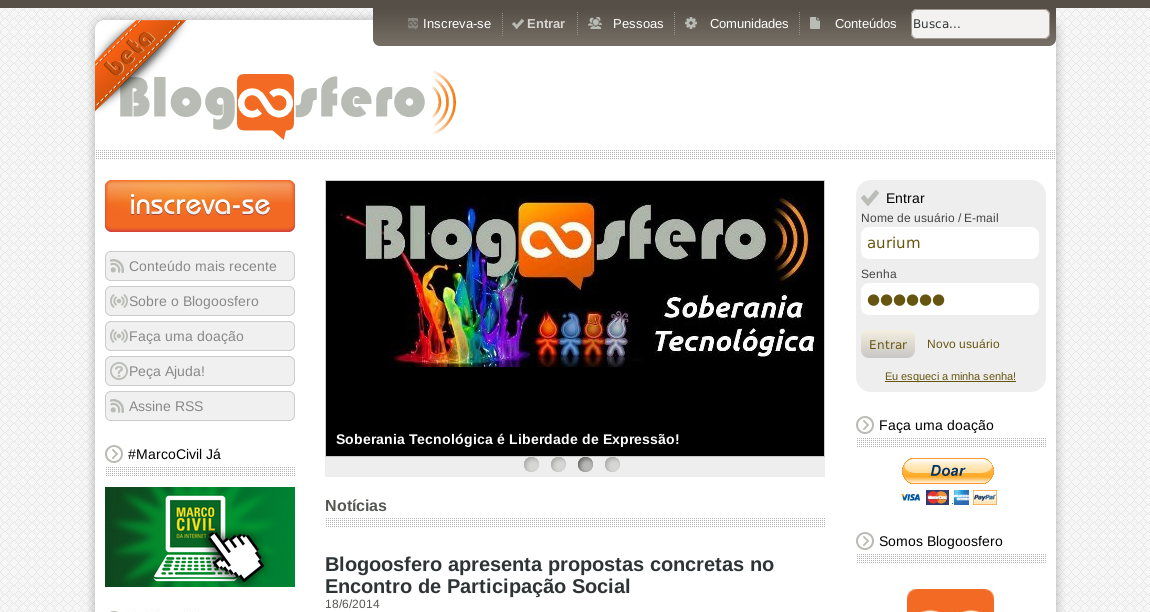 Inscreva-se Entrar Pessoas Comunidades Conteúdos Busca...
beta
Blogoosfero
inscreva-se
Conteúdo mais recente
Sobre o Blogoosfero
Faça uma doação
Peça Ajuda!
Assine RSS
#MarcoCivil Já
MARCO
CIVIL
DA INTERNET
Blogoosfero
Soberania
Tecnológica
Soberania Tecnológica é Liberdade de Expressão!
Notícias
Blogoosfero apresenta propostas concretas no
Encontro de Participação Social
18/6/2014
Entrar
Nome de usuário / E-mail
aurium
Senha
Entrar Novo usuário
Eu esqueci a minha senha!
Faça uma doação
Doar
VISA MasterCard PayPal
Somos Blogoosfero